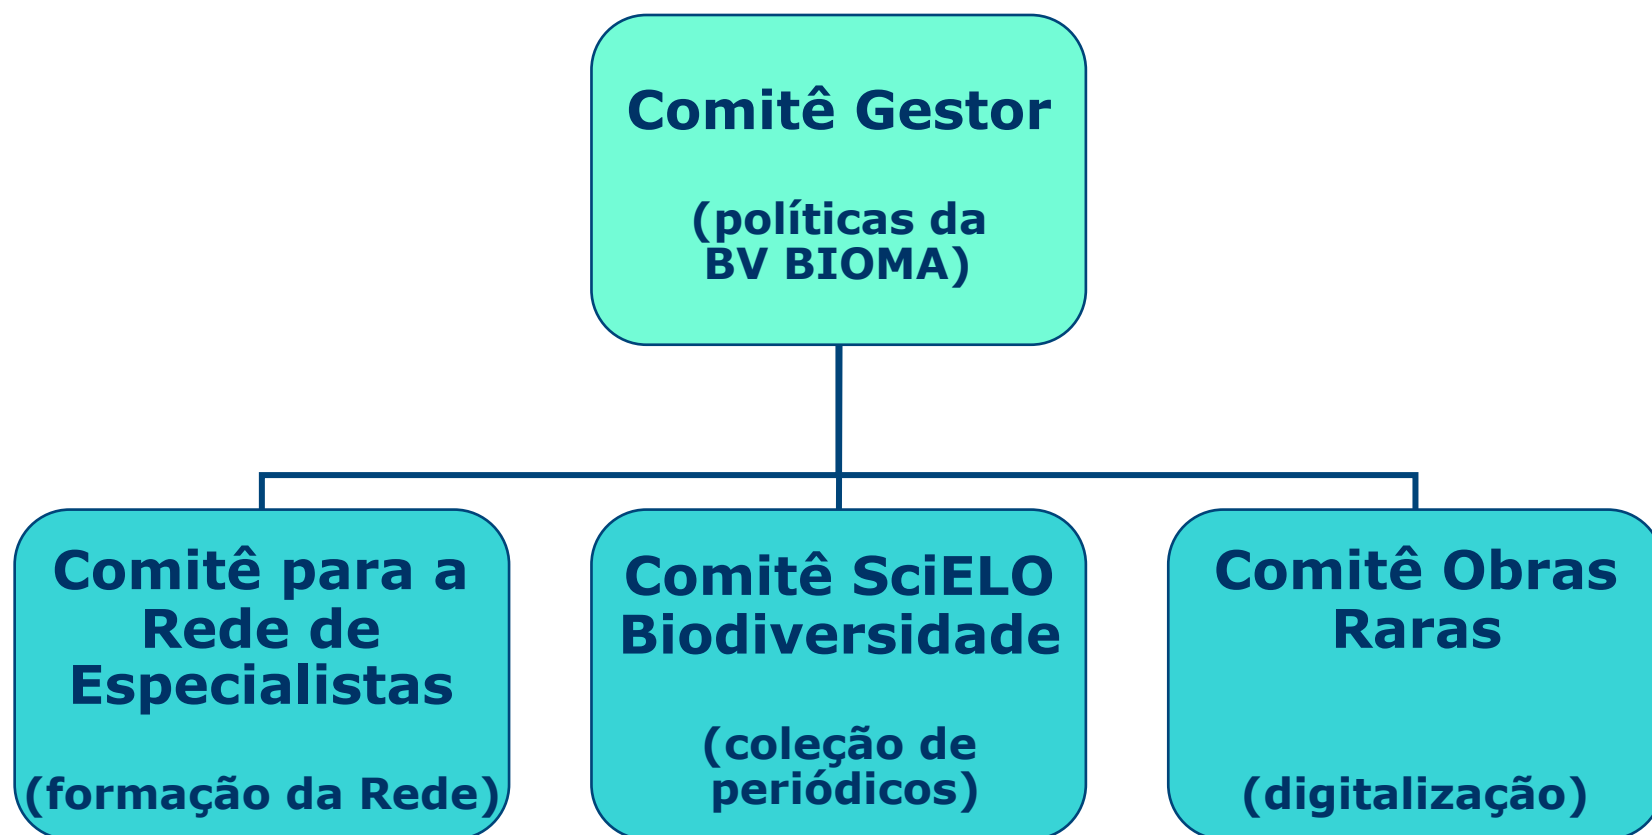 Comitê Gestor
(políticas da
BV BIOMA)
Comitê para a
Rede de
Especialistas
(formação da Rede)
Comitê SciELO
Biodiversidade
(coleção de
periódicos)
Comitê Obras
Raras
(digitalização)